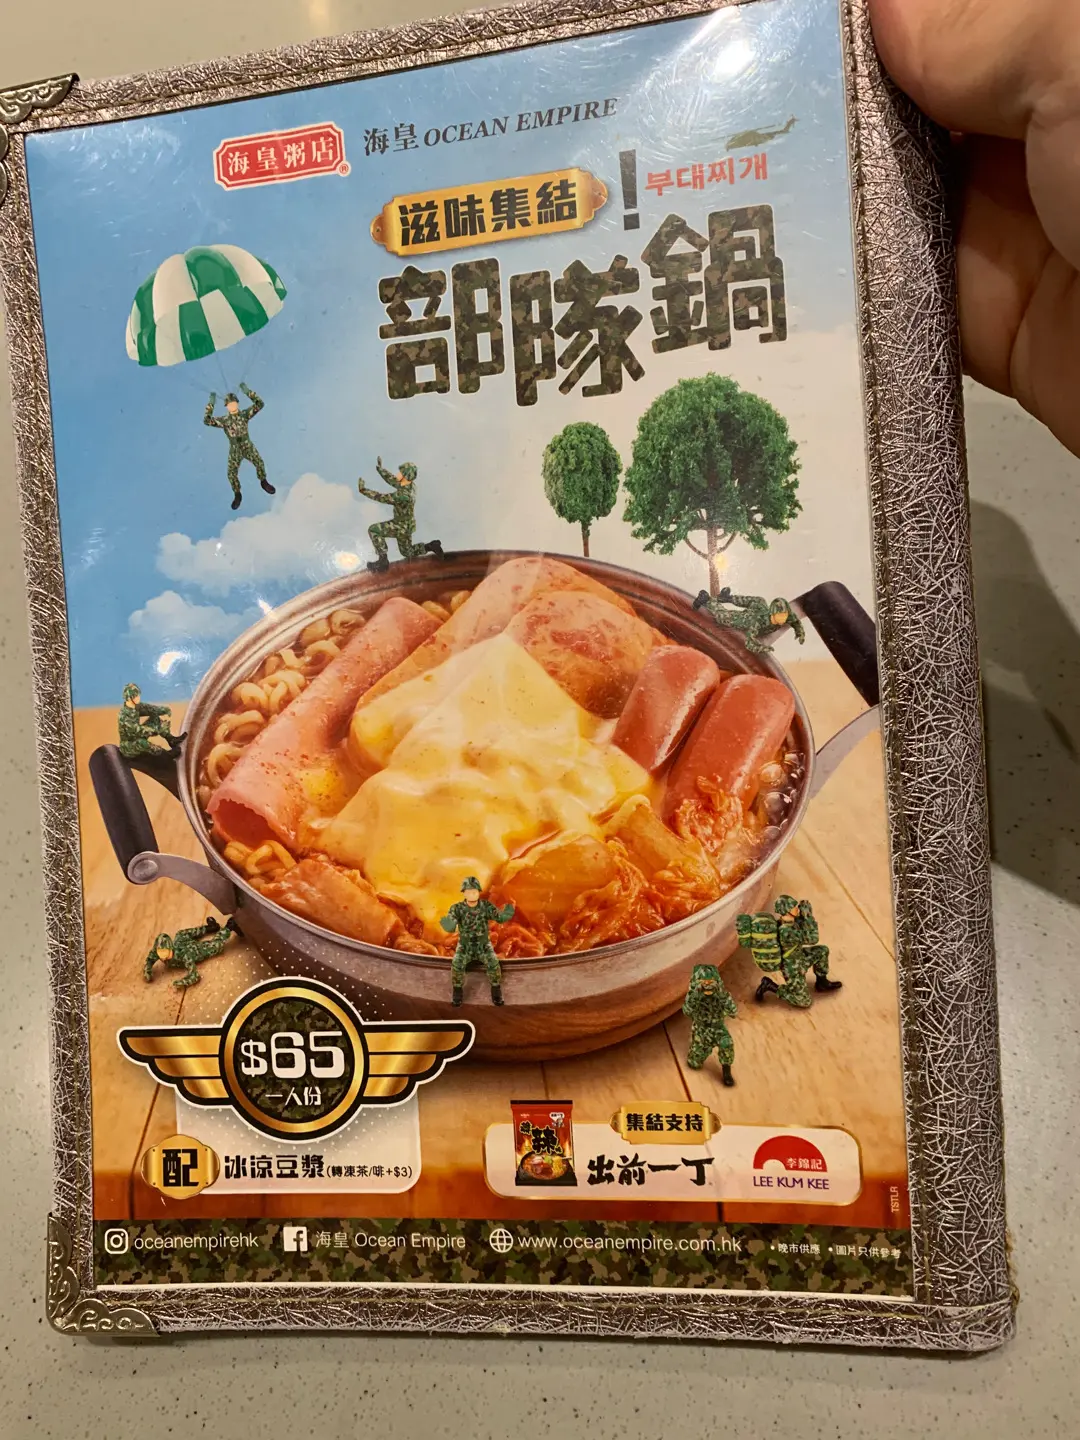 海皇粥店®
海皇 OCEAN EMPIRE
滋味集結!
부대찌개
部隊鍋
$65
一人份
配 冰涼豆漿(轉凍茶/啡+$3)
集結支持
辣
出前一丁
李錦記
LEE KUM KEE
TSTLR
oceanempirehk
海皇 Ocean Empire
www.oceanempire.com.hk
•晚市供應 •圖片只供參考